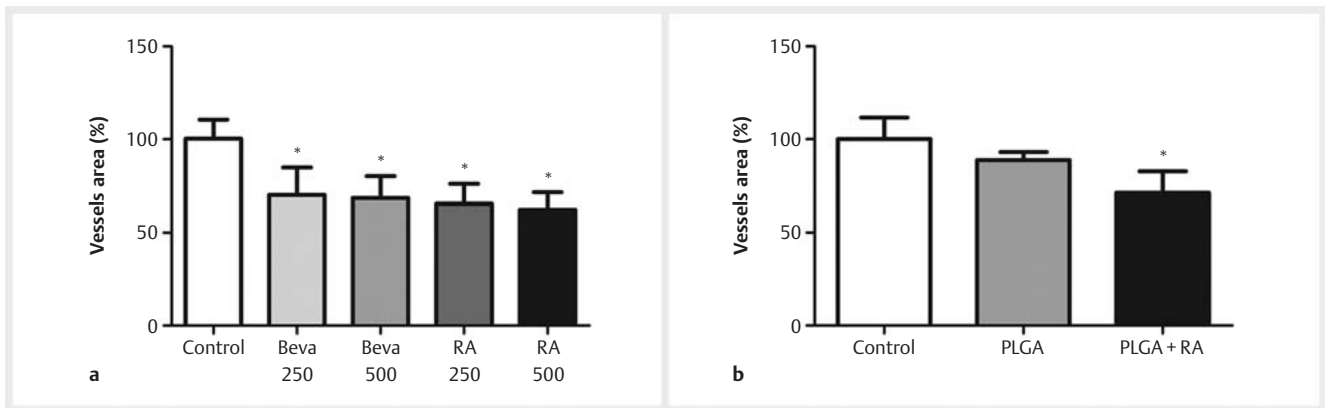 150
100
50
0
Vessels area (%)
*
*
*
*
Control
Beva
250
Beva
500
RA
250
RA
500
a
150
100
50
0
Vessels area (%)
*
Control
PLGA
PLGA + RA
b